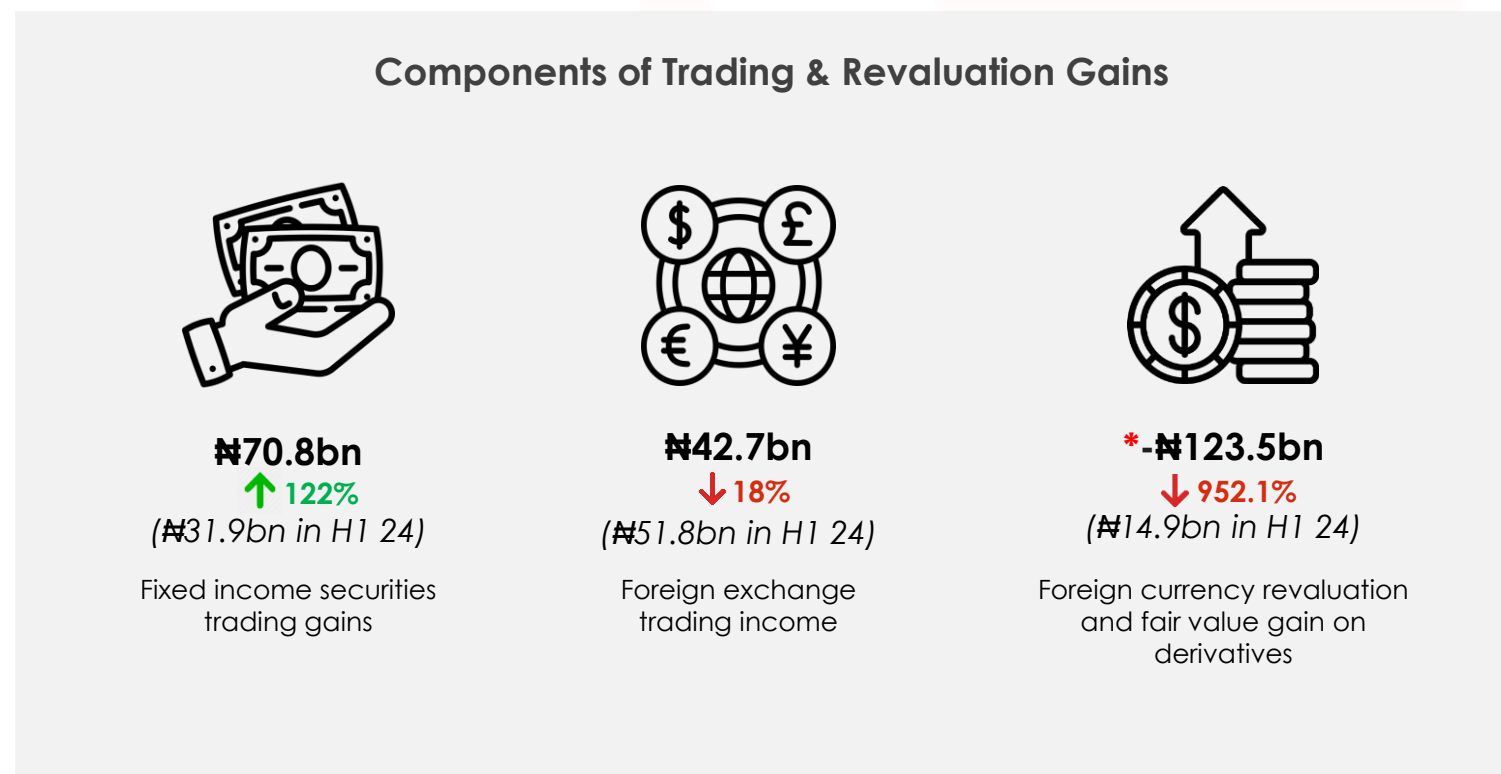 Components of Trading & Revaluation Gains
$ £
€ ¥
$
₦70.8bn
122%
(₦31.9bn in H1 24)
Fixed income securities
trading gains
₦42.7bn
18%
(₦51.8bn in H1 24)
Foreign exchange
trading income
*-₦123.5bn
952.1%
(₦14.9bn in H1 24)
Foreign currency revaluation
and fair value gain on
derivatives